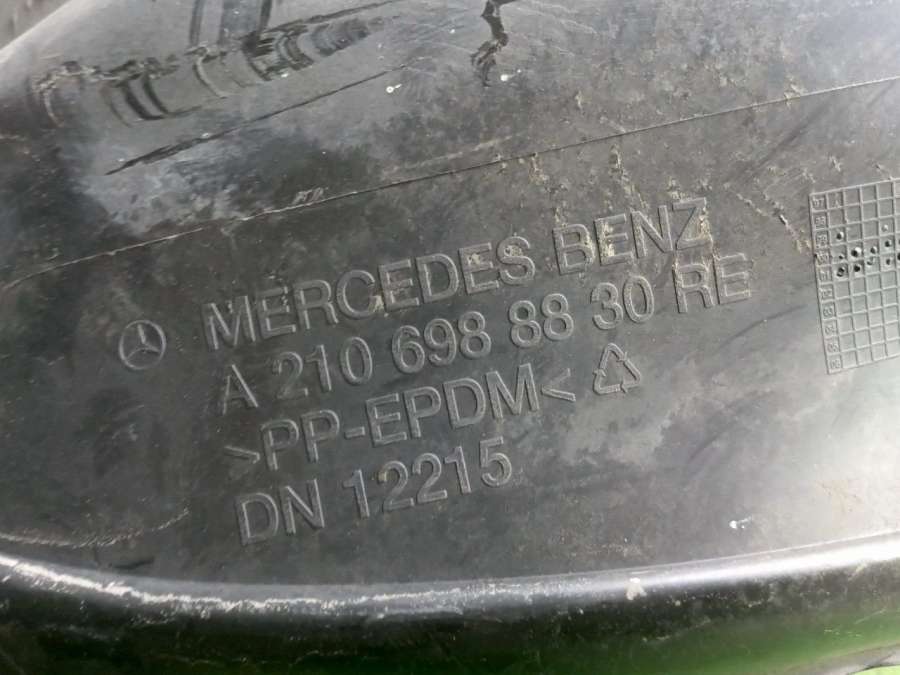 MERCEDES BENZ
A 210 698 88 30 RE
>PP-EPDM<
DN 12215